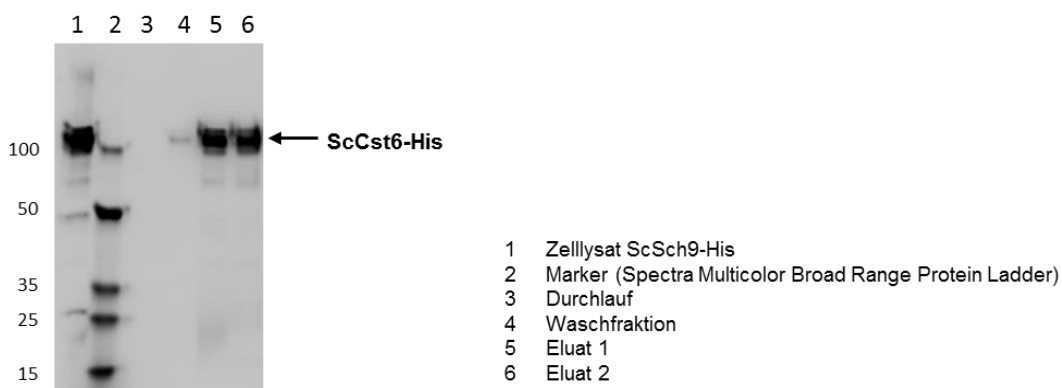 1 2 3 4 5 6
100
ScCst6-His
50
35
25
15
1 Zelllysat ScSch9-His
2 Marker (Spectra Multicolor Broad Range Protein Ladder)
3 Durchlauf
4 Waschfraktion
5 Eluat 1
6 Eluat 2